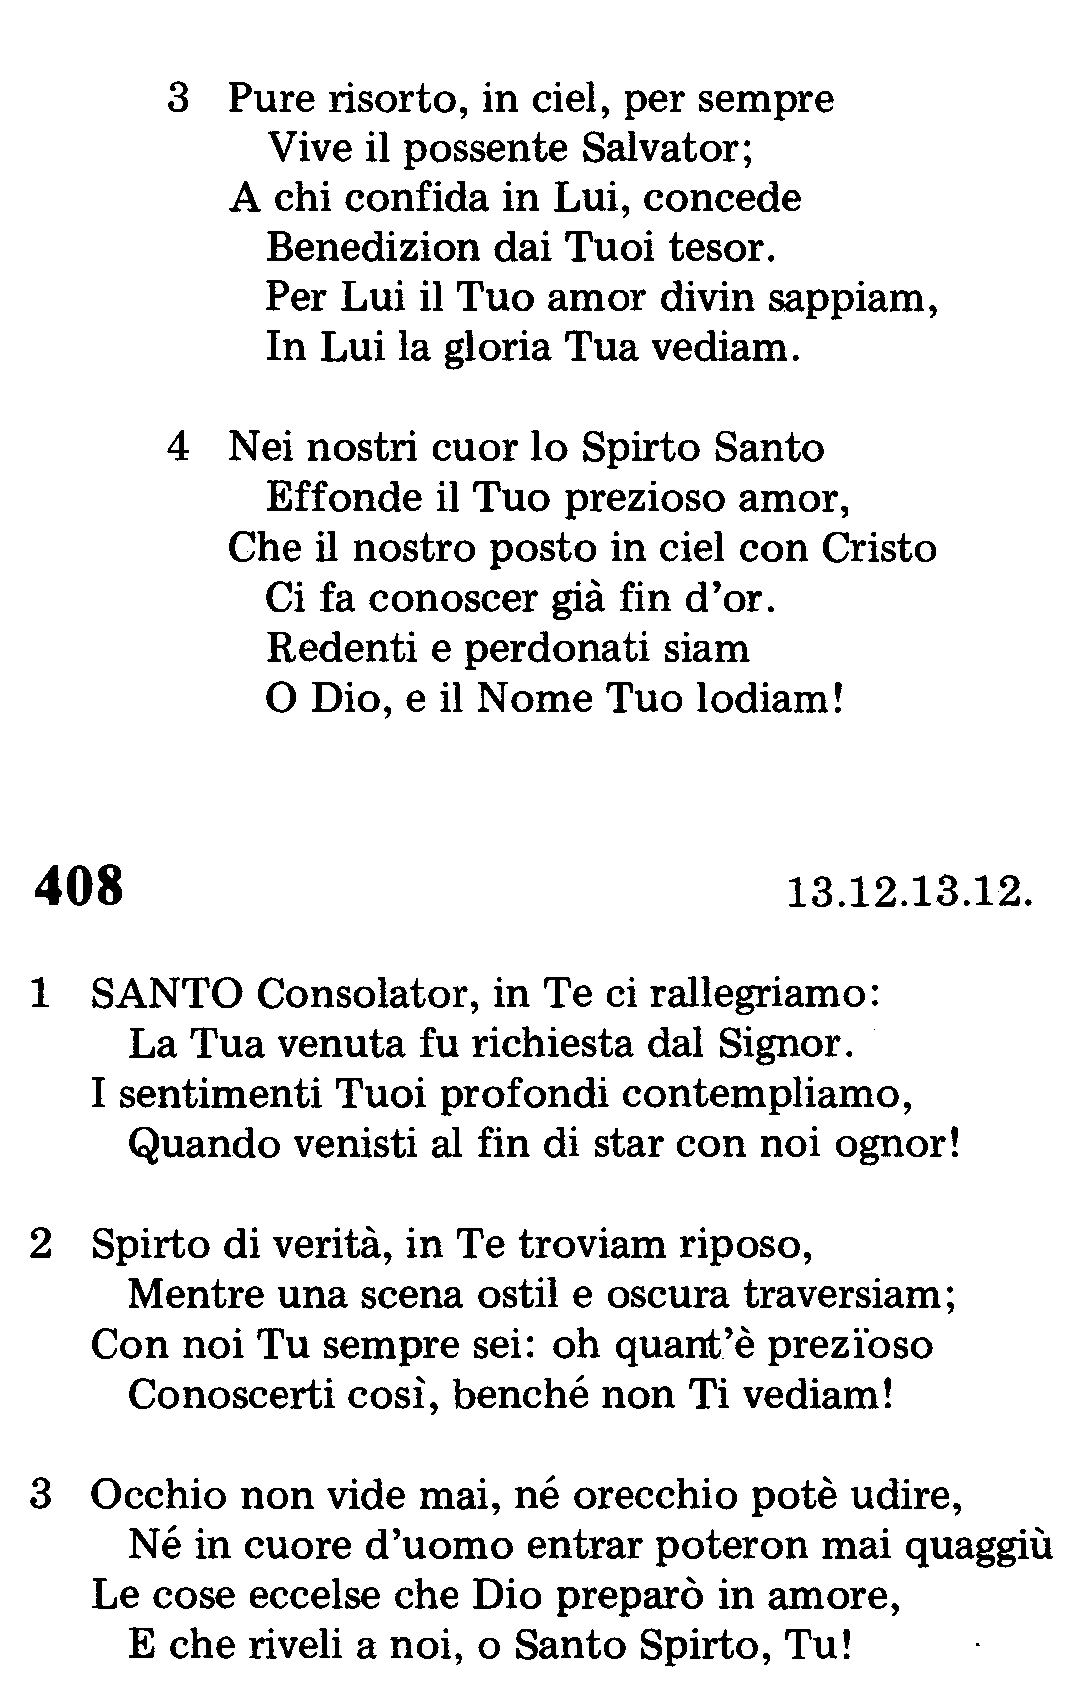 3 Pure risorto, in ciel, per sempre
Vive il possente Salvator;
A chi confida in Lui, concede
Benedizion dai Tuoi tesor.
Per Lui il Tuo amor divin sappiam,
In Lui la gloria Tua vediam.
4 Nei nostri cuor lo Spirto Santo
Effonde il Tuo prezioso amor,
Che il nostro posto in ciel con Cristo
Ci fa conoscer già fin d'or.
Redenti e perdonati siam
O Dio, e il Nome Tuo lodiam!
408 13.12.13.12.
1 SANTO Consolator, in Te ci rallegriamo:
La Tua venuta fu richiesta dal Signor.
I sentimenti Tuoi profondi contempliamo,
Quando venisti al fin di star con noi ognor!
2 Spirto di verità, in Te troviam riposo,
Mentre una scena ostil e oscura traversiam;
Con noi Tu sempre sei: oh quant'è prezïoso
Conoscerti così, benché non Ti vediam!
3 Occhio non vide mai, né orecchio potè udire,
Né in cuore d'uomo entrar poteron mai quaggiù
Le cose eccelse che Dio preparò in amore,
E che riveli a noi, o Santo Spirto, Tu!